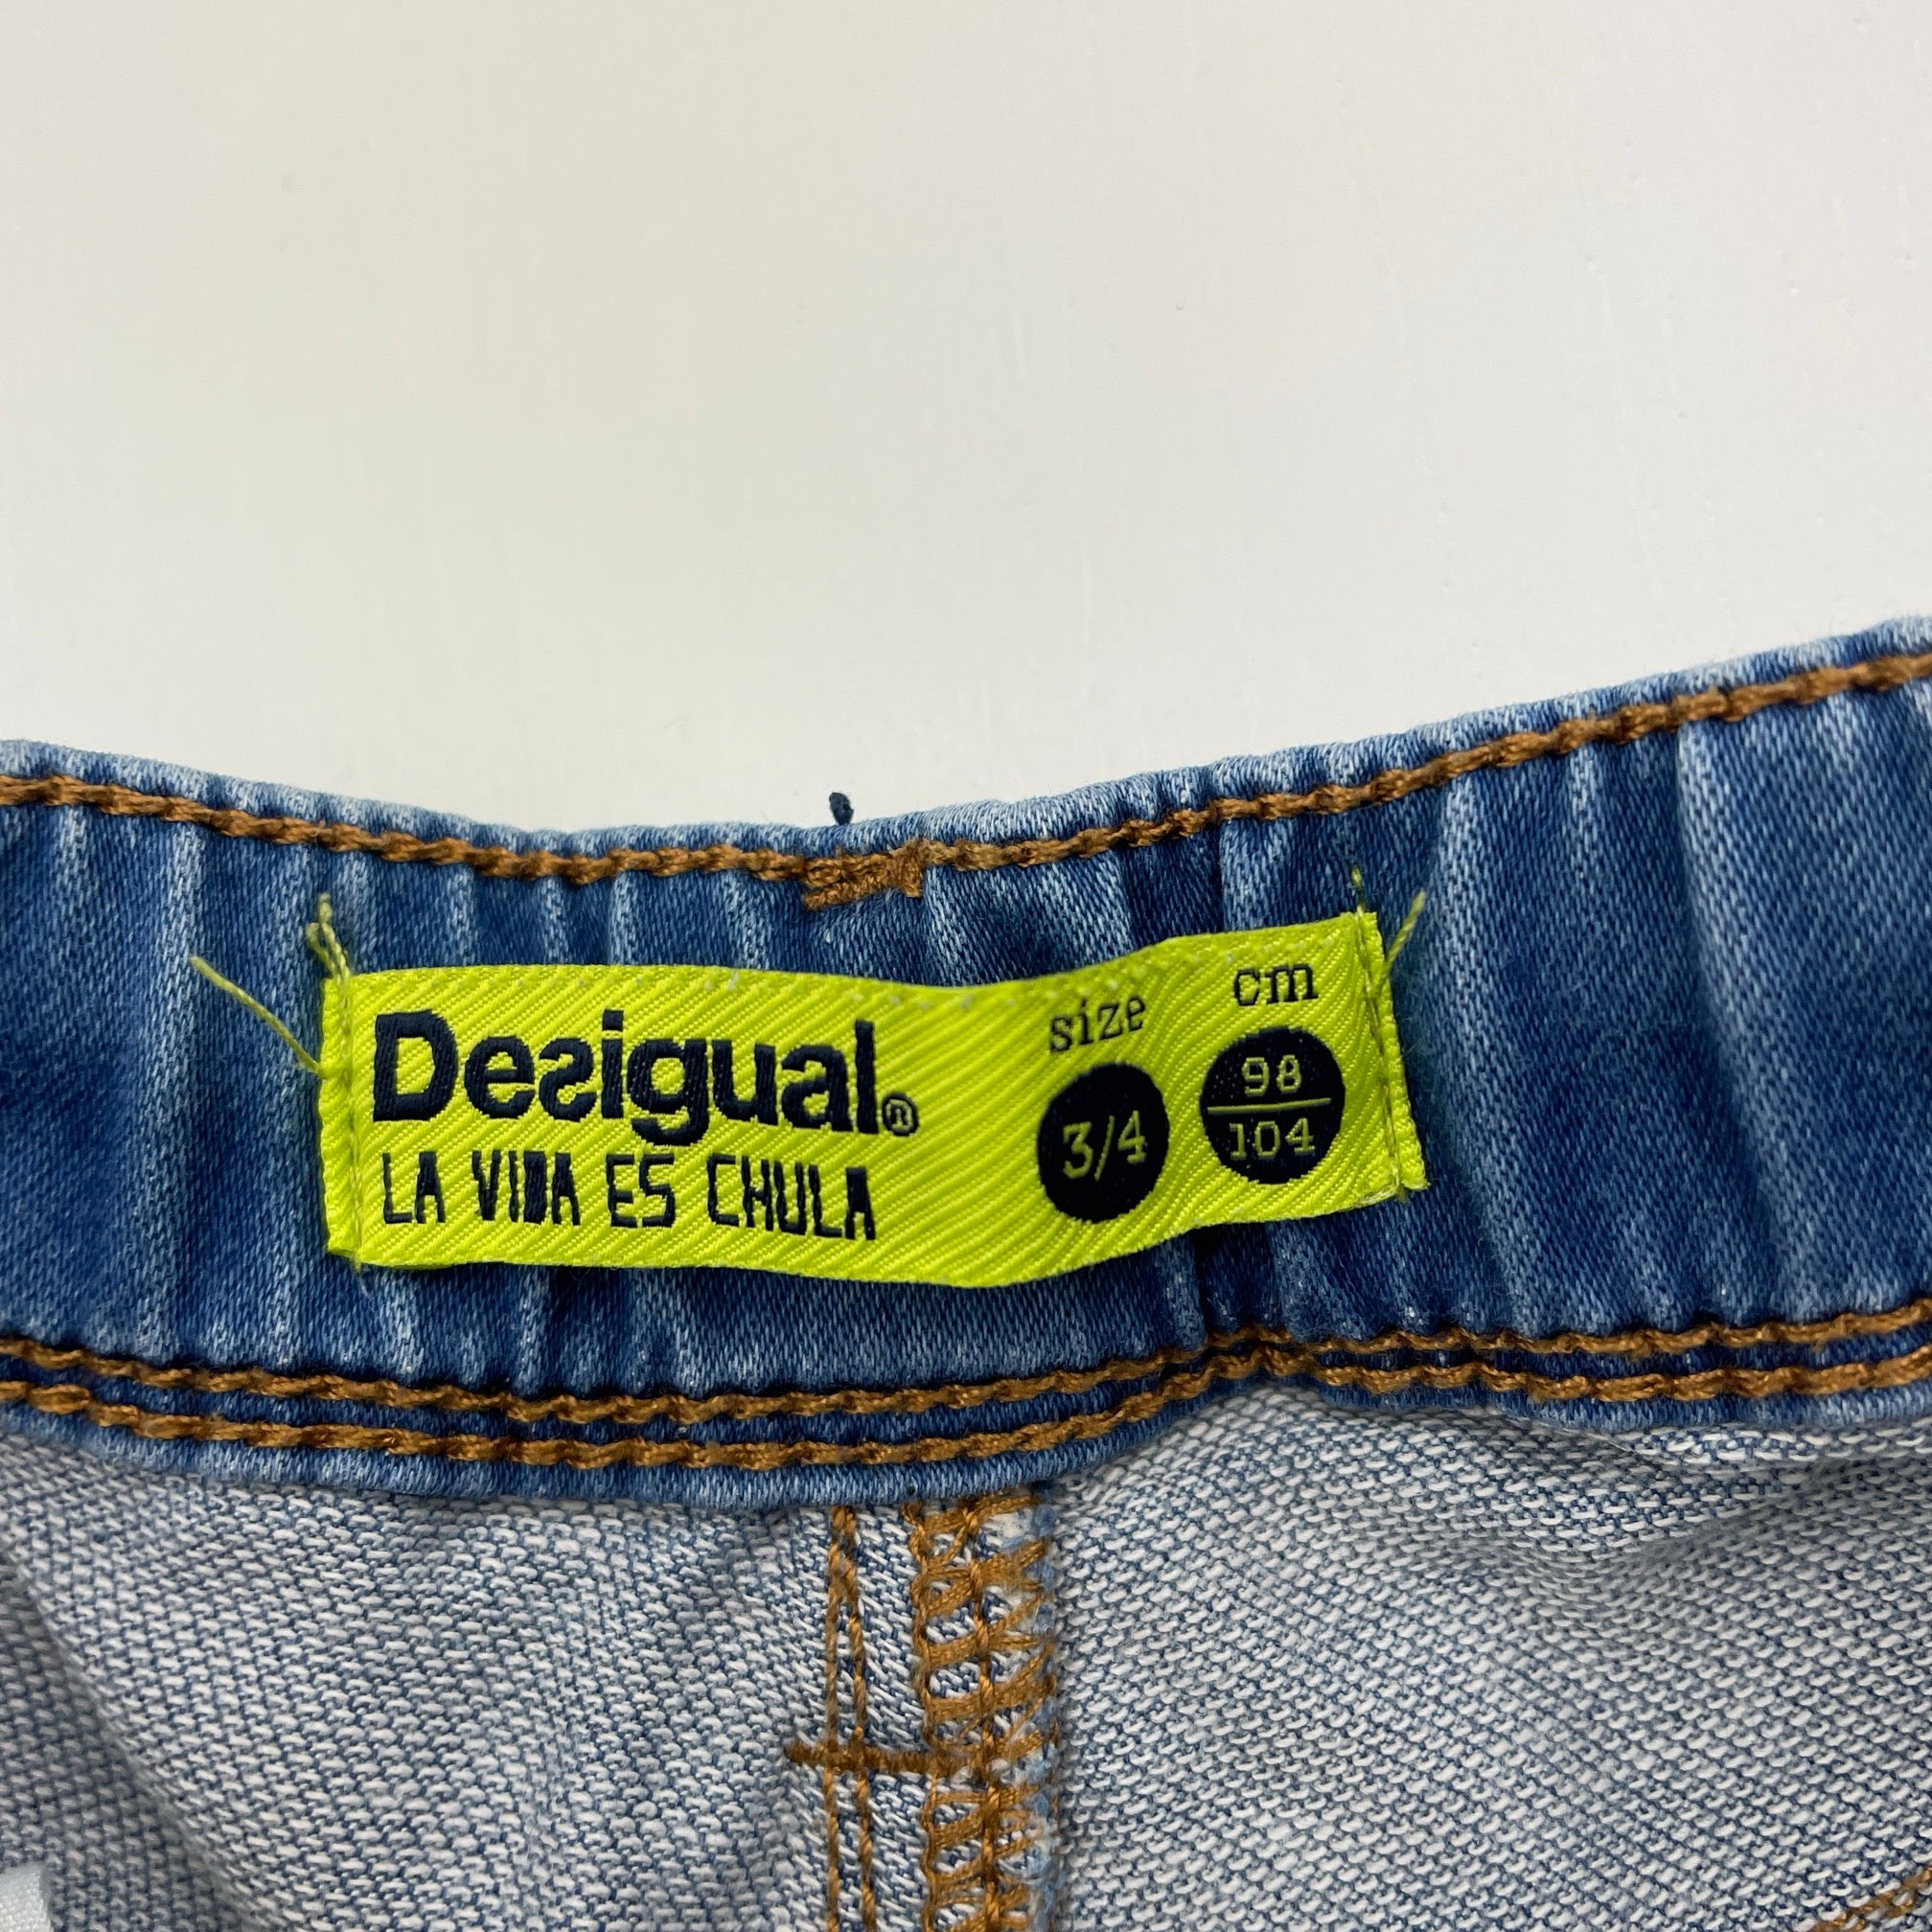 Desigual®
LA VIDA ES CHULA
size
3/4
cm
98
104